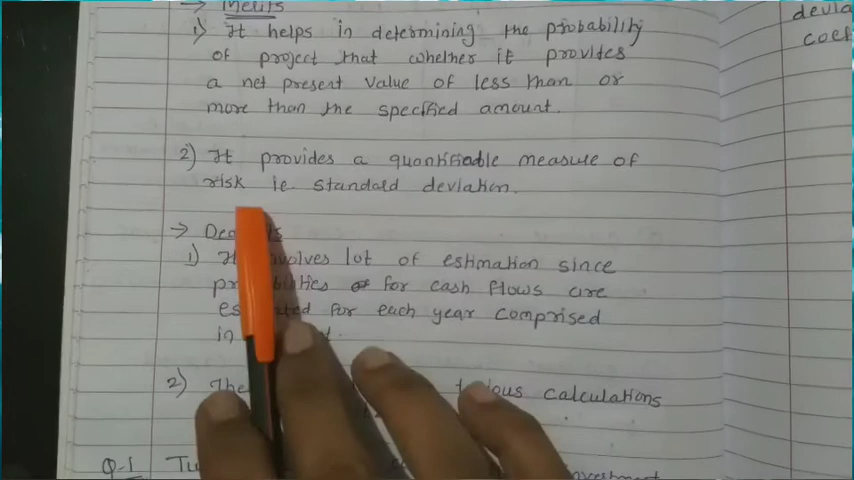 → Merits
1) It helps in determining the probability
of project that whether it provides
a net present value of less than or
more than the specified amount.
2) It provides a quantifiable measure of
risk ie. standard deviation.
→ De
1) It involves lot of estimation since
for cash flows are
for each year comprised
in
2) The calculations
Q-1
investment
devia
coef